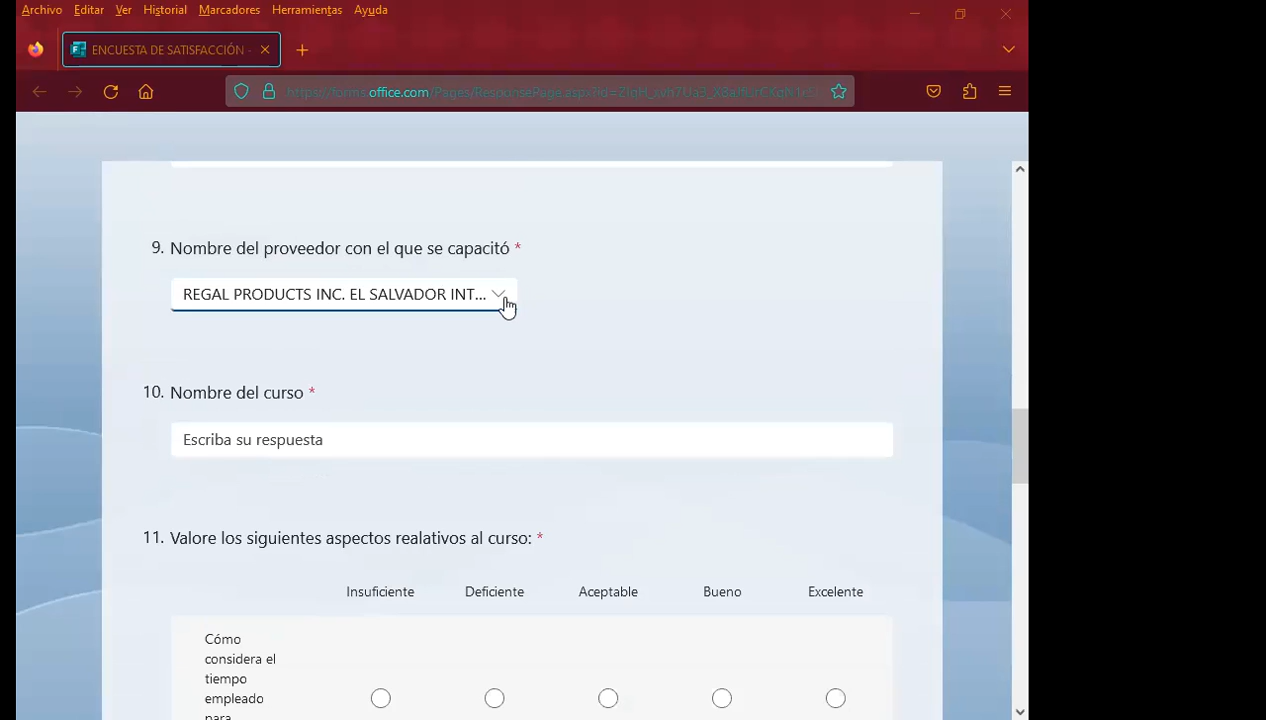 Archivo Editar Ver Historial Marcadores Herramientas Ayuda
ENCUESTA DE SATISFACCIÓN
9. Nombre del proveedor con el que se capacitó *
REGAL PRODUCTS INC. EL SALVADOR INT...
10. Nombre del curso *
Escriba su respuesta
11. Valore los siguientes aspectos realativos al curso: *
Insuficiente Deficiente Aceptable Bueno Excelente
Cómo
considera el
tiempo
empleado
para